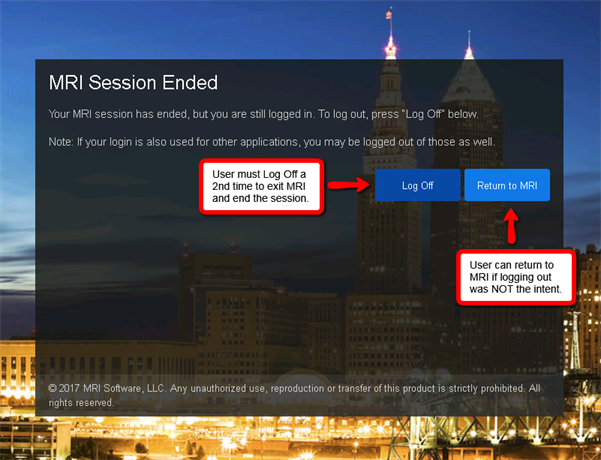 MRI Session Ended
Your MRI session has ended, but you are still logged in. To log out, press "Log Off" below.
Note: If your login is also used for other applications, you may be logged out of those as well.
User must Log Off a
2nd time to exit MRI
and end the session.
Log Off
Return to MRI
User can return to
MRI if logging out
was NOT the intent.
© 2017 MRI Software, LLC. Any unauthorized use, reproduction or transfer of this product is strictly prohibited. All
rights reserved.